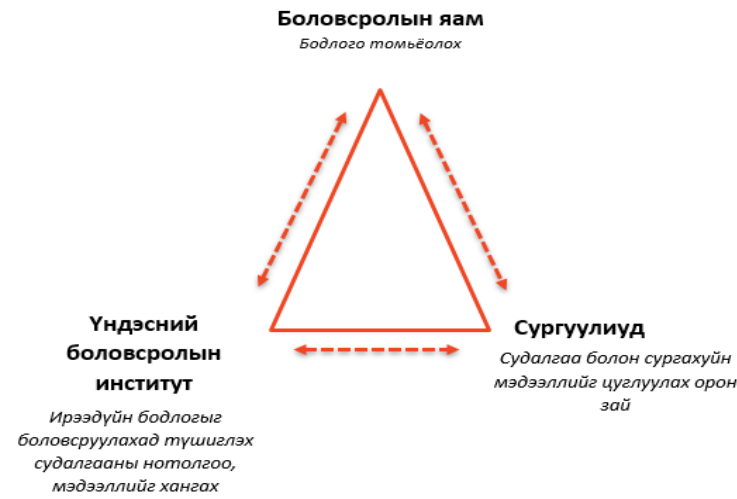 Боловсролын яам
Бодлого томьёолох
Үндэсний
боловсролын
институт
Ирээдүйн бодлогыг
боловсруулахад түшиглэх
судалгааны нотолгоо,
мэдээллийг хангах
Сургуулиуд
Судалгаа болон сургахуйн
мэдээллийг цуглуулах орон
зай